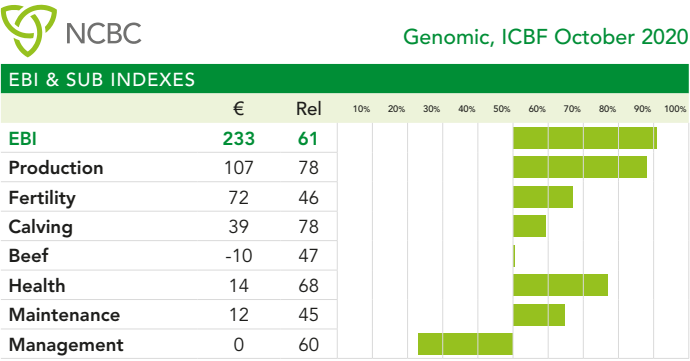 NCBC
Genomic, ICBF October 2020
EBI & SUB INDEXES
€ Rel 10% 20% 30% 40% 50% 60% 70% 80% 90% 100%
EBI 233 61
Production 107 78
Fertility 72 46
Calving 39 78
Beef -10 47
Health 14 68
Maintenance 12 45
Management 0 60